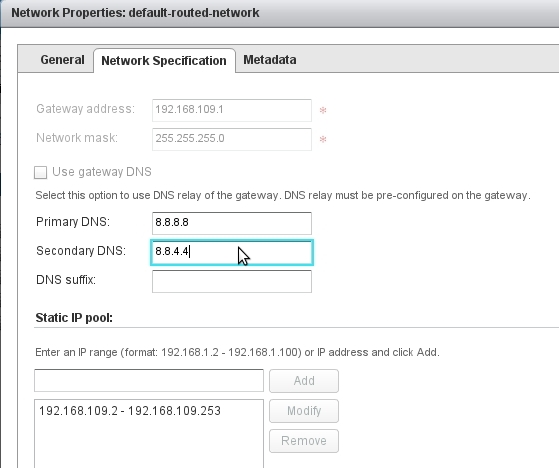 Network Properties: default-routed-network
General Network Specification Metadata
Gateway address: 192.168.109.1 *
Network mask: 255.255.255.0 *
Use gateway DNS
Select this option to use DNS relay of the gateway. DNS relay must be pre-configured on the gateway.
Primary DNS: 8.8.8.8
Secondary DNS: 8.8.4.4
DNS suffix:
Static IP pool:
Enter an IP range (format: 192.168.1.2 - 192.168.1.100) or IP address and click Add.
Add
192.168.109.2 - 192.168.109.253 Modify
Remove